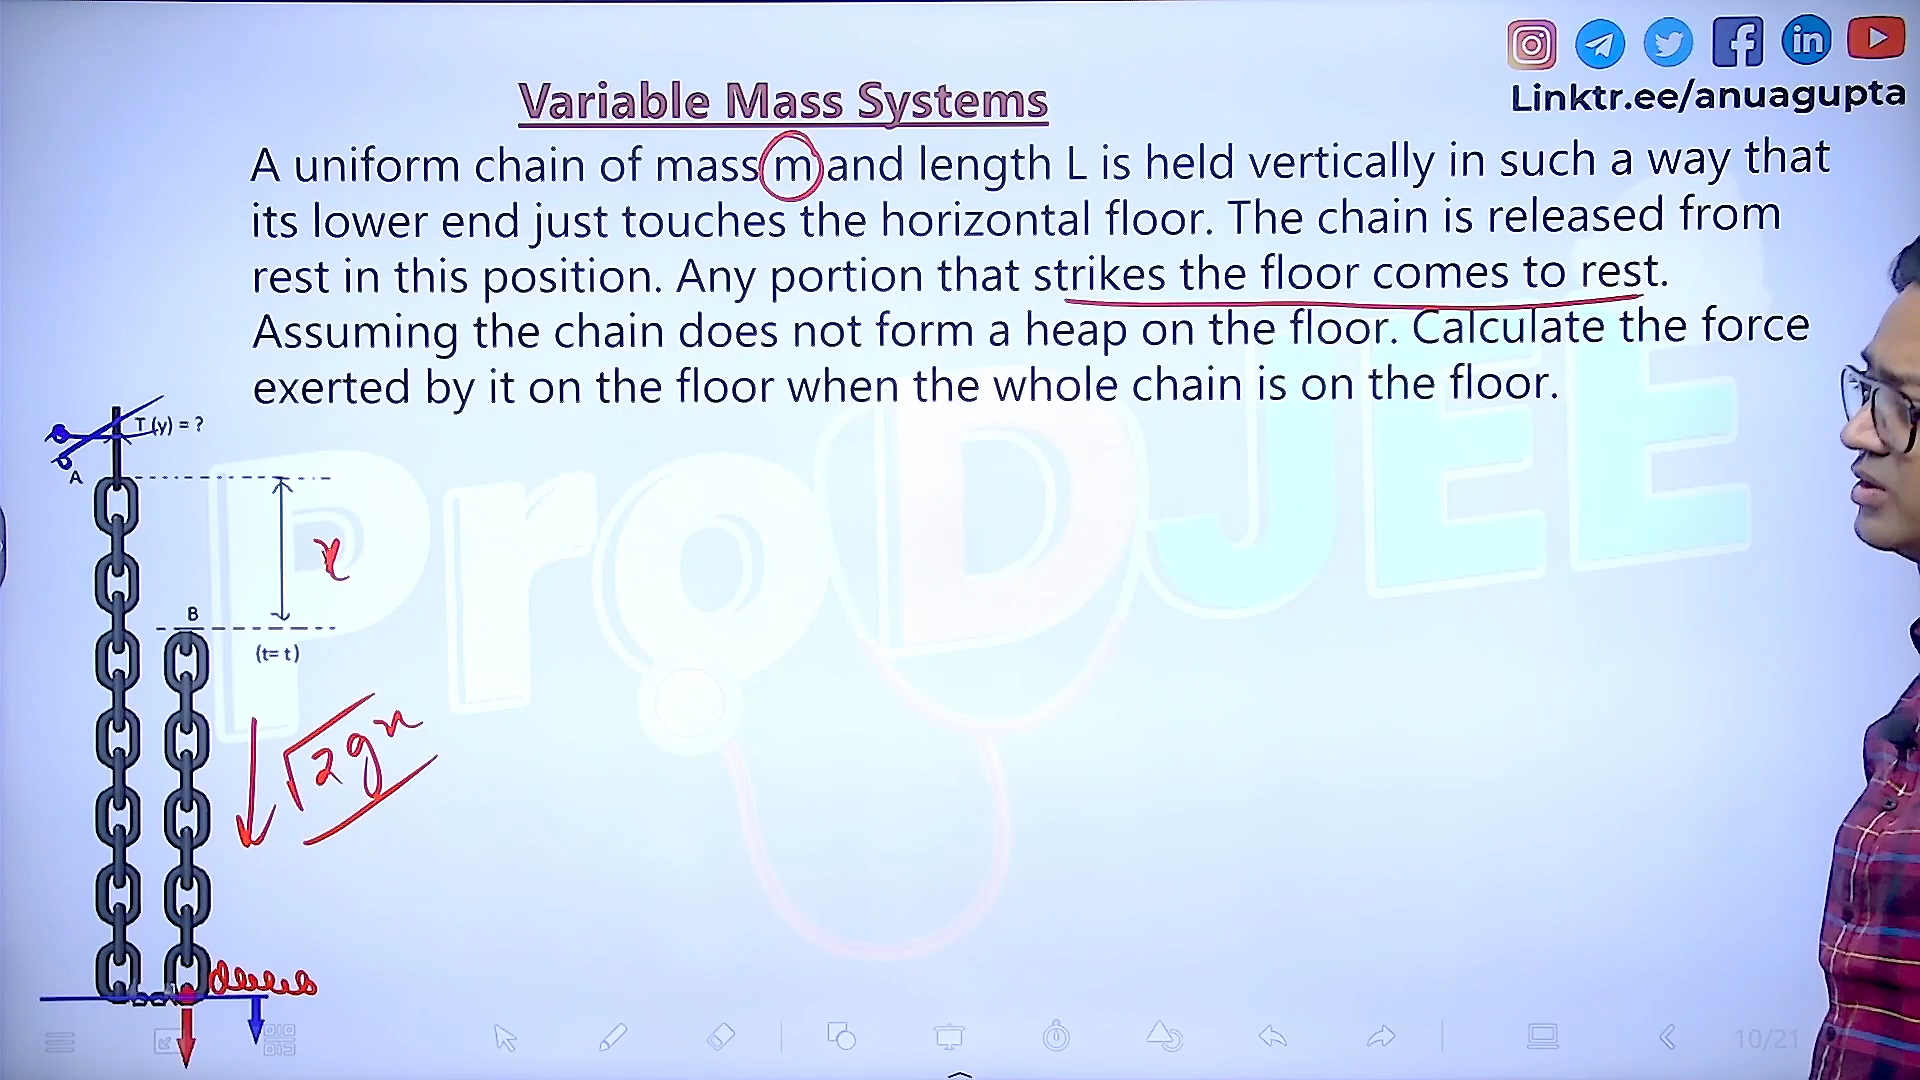 Linktr.ee/anuagupta
Variable Mass Systems
A uniform chain of mass m and length L is held vertically in such a way that
its lower end just touches the horizontal floor. The chain is released from
rest in this position. Any portion that strikes the floor comes to rest.
Assuming the chain does not form a heap on the floor. Calculate the force
exerted by it on the floor when the whole chain is on the floor.
T (y) = ?
A
x
B
(t= t)
√2gx
PrODJEE
10/21